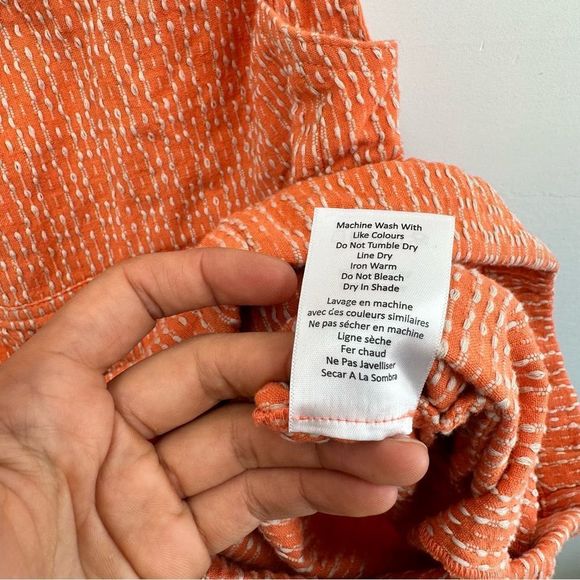 Machine Wash With
Like Colours
Do Not Tumble Dry
Line Dry
Iron Warm
Do Not Bleach
Dry In Shade
Lavage en machine
avec des couleurs similaires
Ne pas sécher en machine
Ligne sèche
Fer chaud
Ne Pas Javelliser
Secar A La Sombra